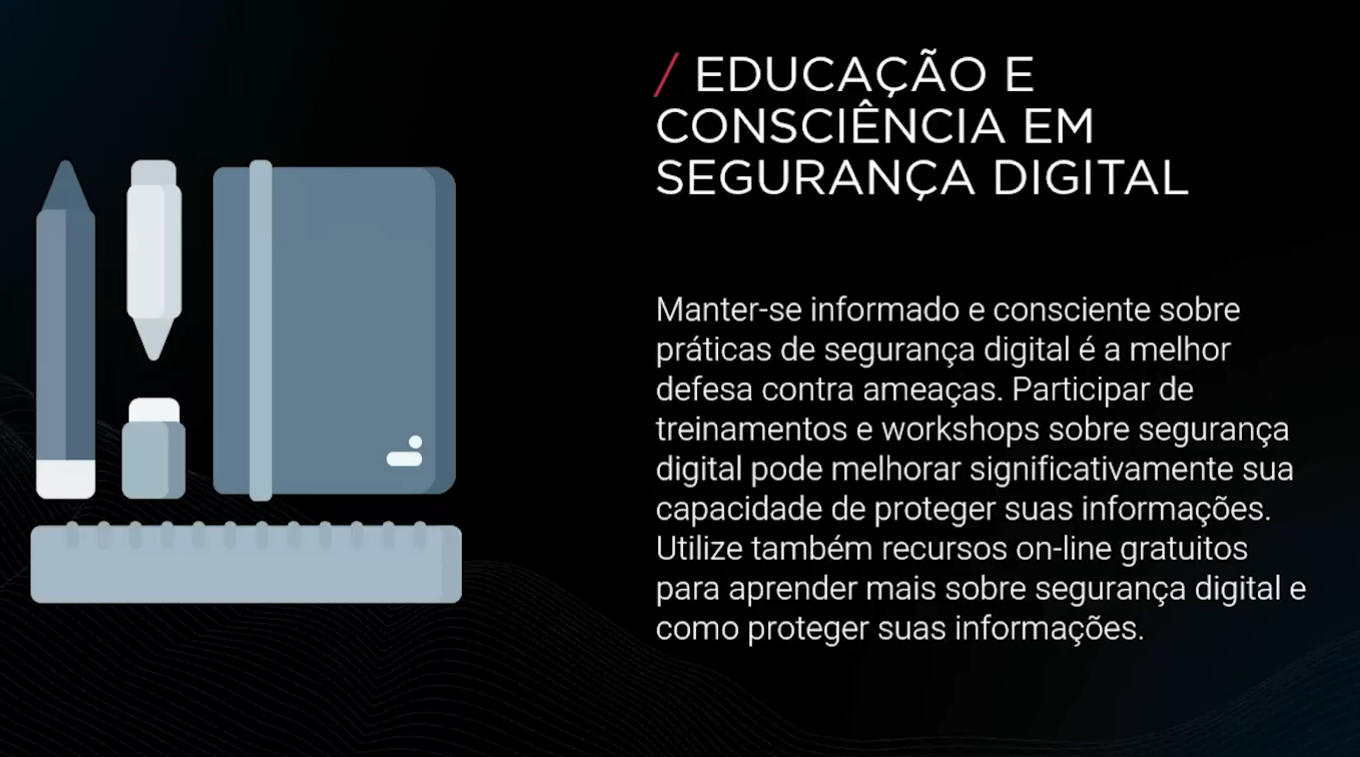 / EDUCAÇÃO E
CONSCIÊNCIA EM
SEGURANÇA DIGITAL
Manter-se informado e consciente sobre
práticas de segurança digital é a melhor
defesa contra ameaças. Participar de
treinamentos e workshops sobre segurança
digital pode melhorar significativamente sua
capacidade de proteger suas informações.
Utilize também recursos on-line gratuitos
para aprender mais sobre segurança digital e
como proteger suas informações.